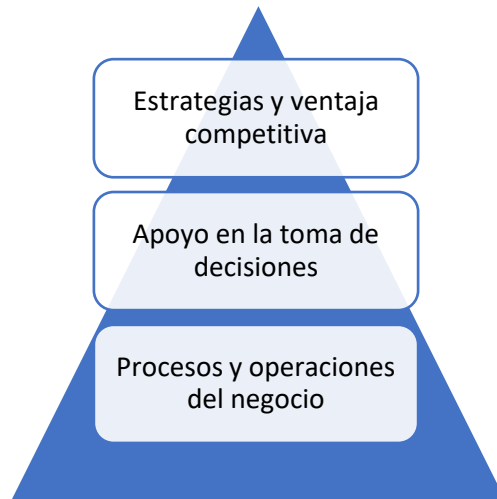 Estrategias y ventaja
competitiva
Apoyo en la toma de
decisiones
Procesos y operaciones
del negocio